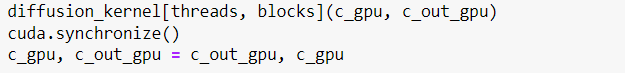 diffusion_kernel[threads, blocks](c_gpu, c_out_gpu)
cuda.synchronize()
c_gpu, c_out_gpu = c_out_gpu, c_gpu